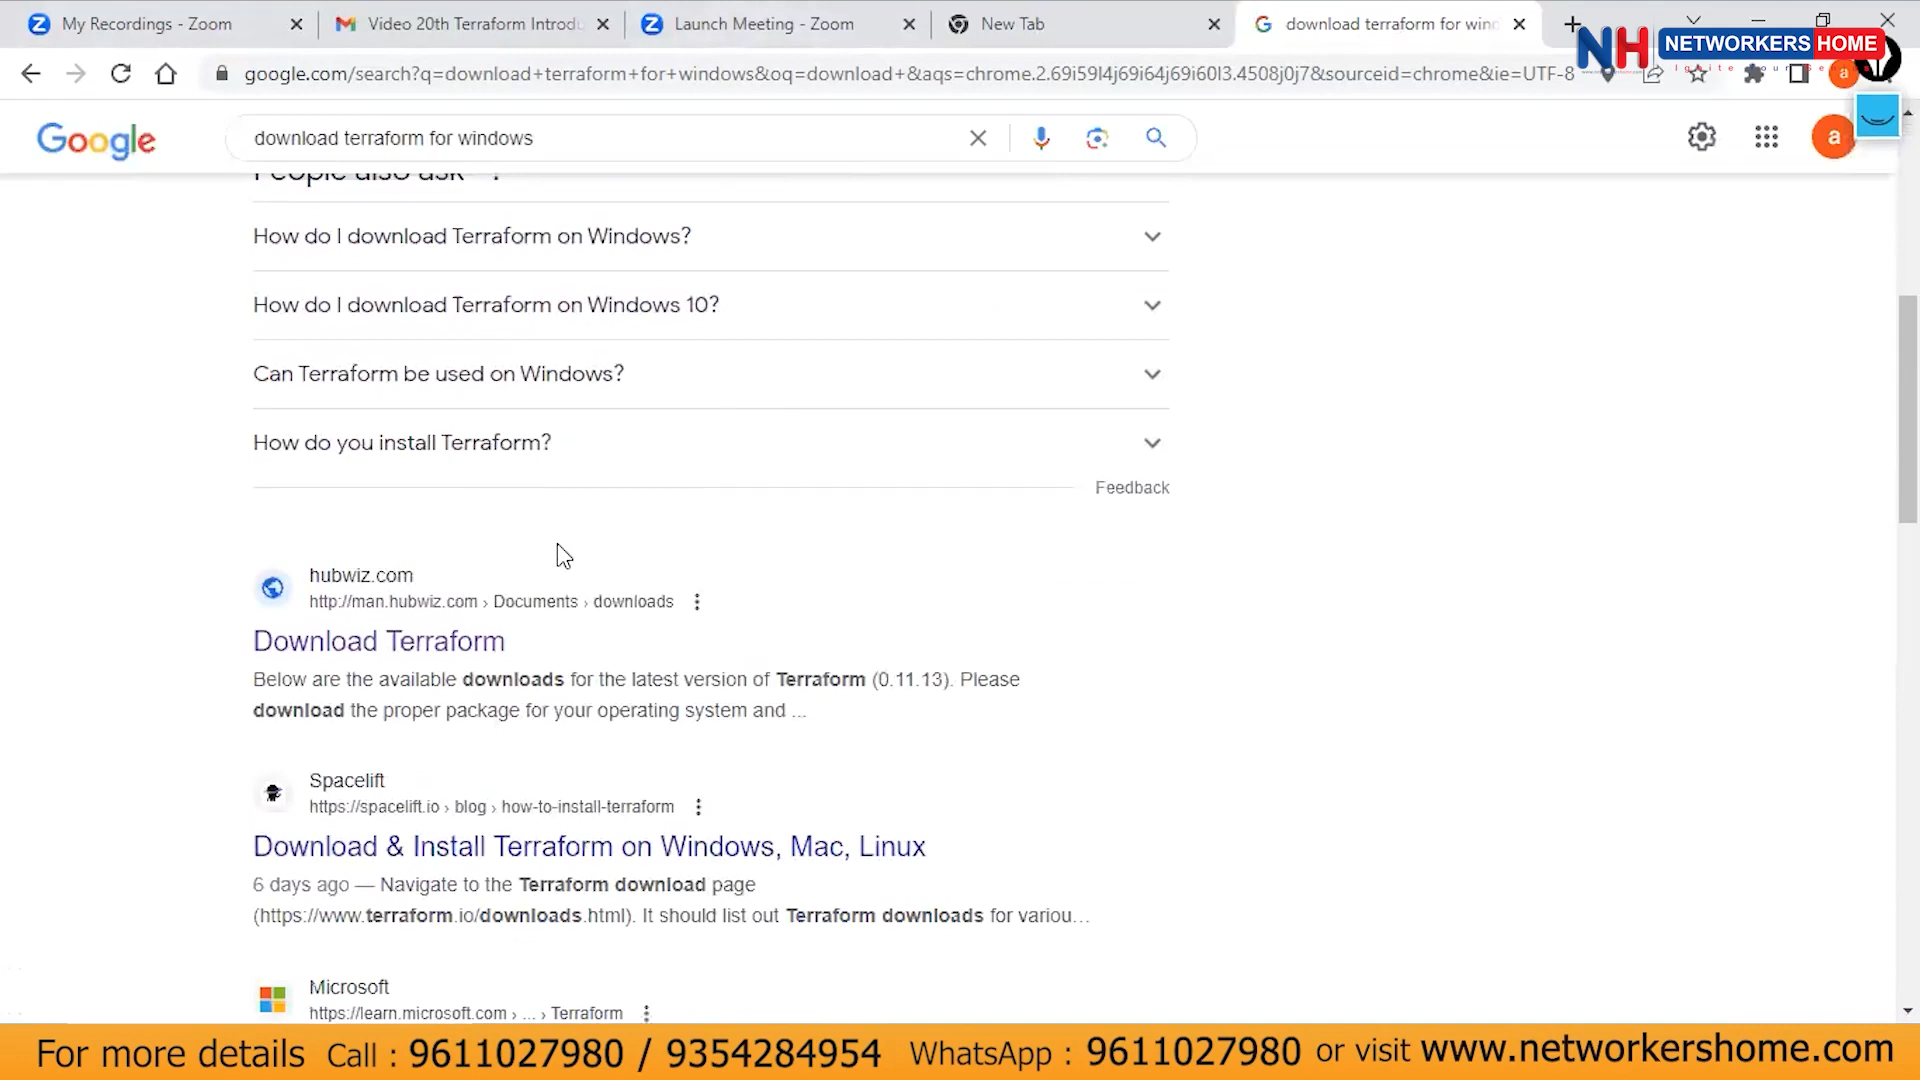 My Recordings - Zoom
Video 20th Terraform Introdu
Launch Meeting - Zoom
New Tab
download terraform for wind
NH NETWORKERS HOME
google.com/search?q=download+terraform+for+windows&oq=download+&aqs=chrome.2.69i59l4j69i64j69i60l3.4508j0j7&sourceid=chrome&ie=UTF-8
a
Google
download terraform for windows
a
People also ask
How do I download Terraform on Windows?
How do I download Terraform on Windows 10?
Can Terraform be used on Windows?
How do you install Terraform?
Feedback
hubwiz.com
http://man.hubwiz.com › Documents › downloads
Download Terraform
Below are the available downloads for the latest version of Terraform (0.11.13). Please
download the proper package for your operating system and ...
Spacelift
https://spacelift.io › blog › how-to-install-terraform
Download & Install Terraform on Windows, Mac, Linux
6 days ago — Navigate to the Terraform download page
(https://www.terraform.io/downloads.html). It should list out Terraform downloads for variou...
Microsoft
https://learn.microsoft.com › ... › Terraform
For more details Call : 9611027980 / 9354284954 WhatsApp : 9611027980 or visit www.networkershome.com